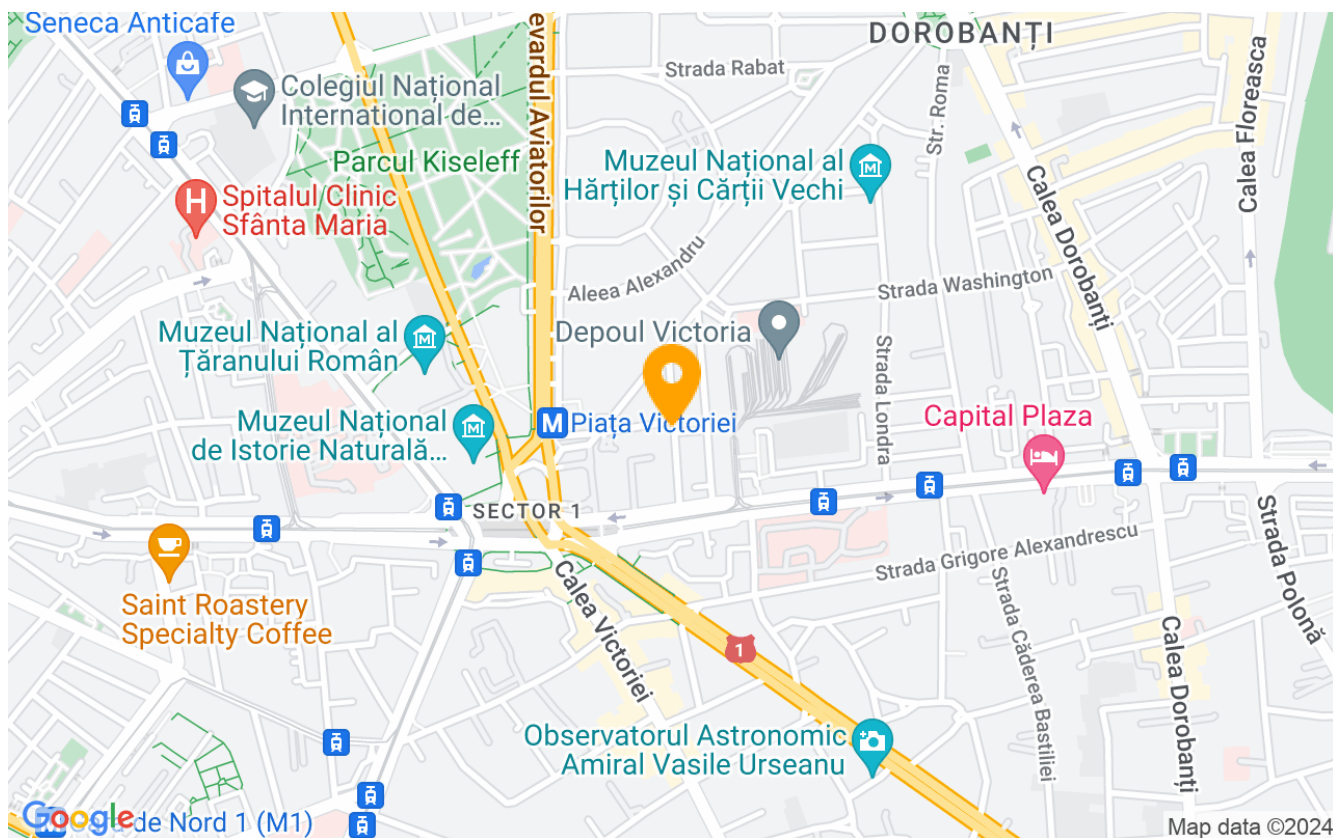 Seneca Anticafe
Colegiul Național
Internațional de...
Parcul Kiseleff
evardul Aviatorilor
DOROBANȚI
Strada Rabat
Str. Roma
Calea Floreasca
Muzeul Național al
Hărților și Cărții Vechi
Calea Dorobanți
H
Spitalul Clinic
Sfânta Maria
Aleea Alexandru
Strada Washington
Muzeul Național al
Țăranului Român
Depoul Victoria
Strada Londra
Muzeul Național
de Istorie Naturală...
M
Piața Victoriei
Capital Plaza
SECTOR 1
Strada Grigore Alexandrescu
Strada Polonă
Saint Roastery
Specialty Coffee
Calea Victoriei
1
Strada Căderea Bastiliei
Calea Dorobanți
Observatorul Astronomic
Amiral Vasile Urseanu
Google
de Nord 1 (M1)
Map data ©2024